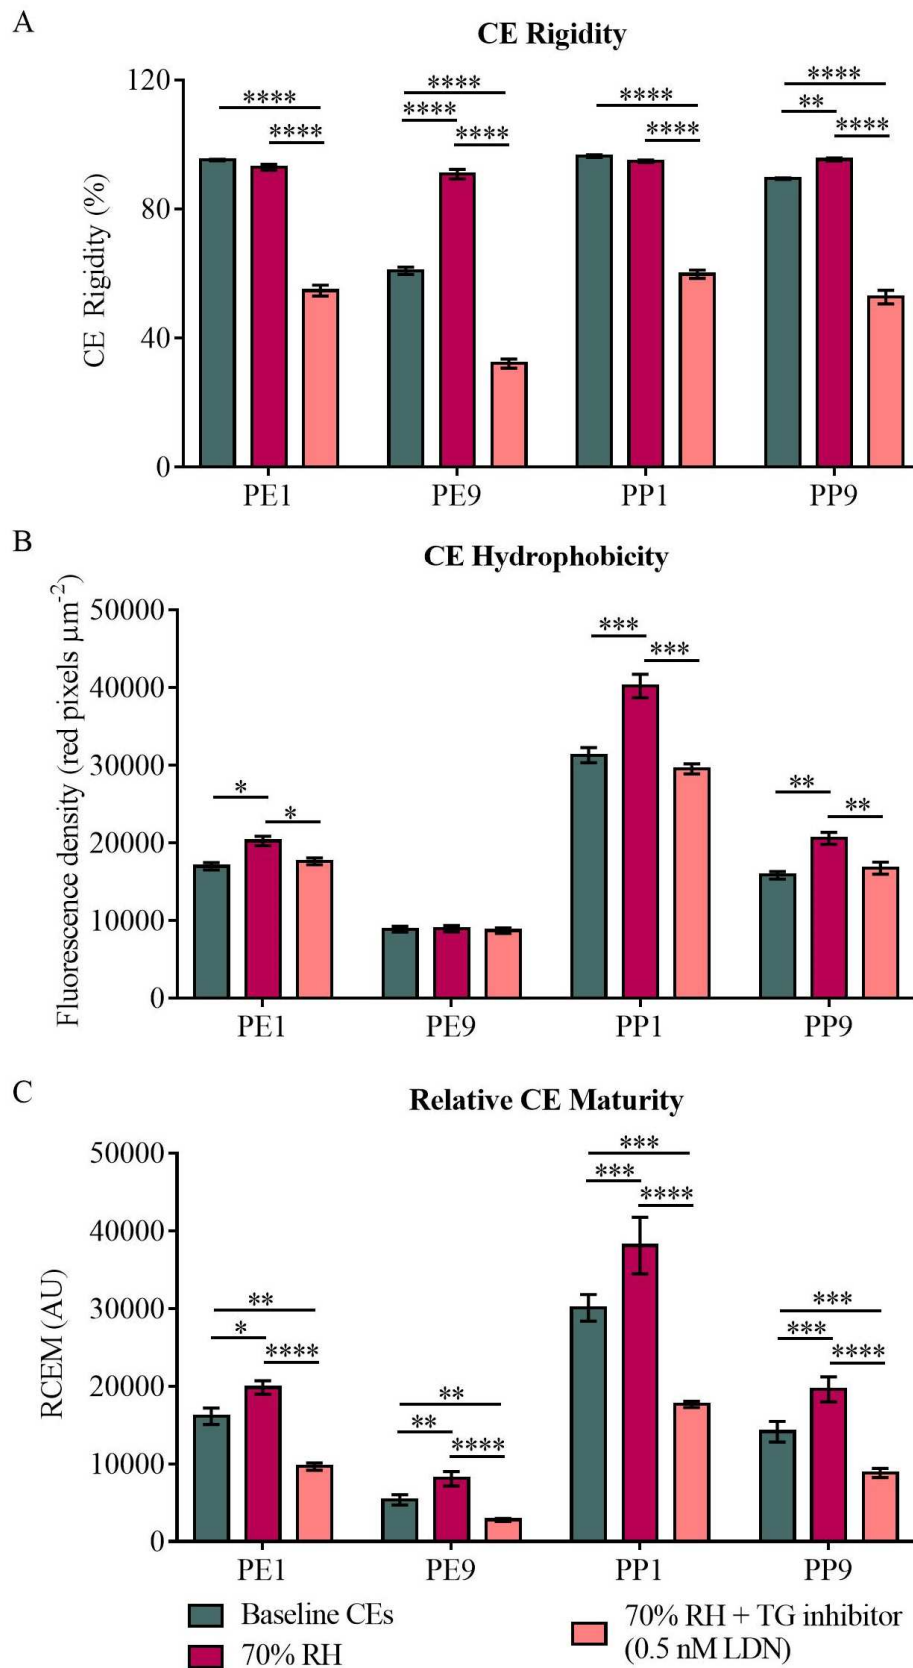 A
CE Rigidity
CE Rigidity (%)
120
80
40
0
**** **** **** **** **** **** **** **** ** ****
PE1 PE9 PP1 PP9
B
CE Hydrophobicity
Fluorescence density (red pixels µm⁻²)
50000
40000
30000
20000
10000
0
* * *** *** ** **
PE1 PE9 PP1 PP9
C
Relative CE Maturity
RCEM (AU)
50000
40000
30000
20000
10000
0
** * **** ** ** **** *** *** **** *** *** ****
PE1 PE9 PP1 PP9
Baseline CEs
70% RH
70% RH + TG inhibitor
(0.5 nM LDN)